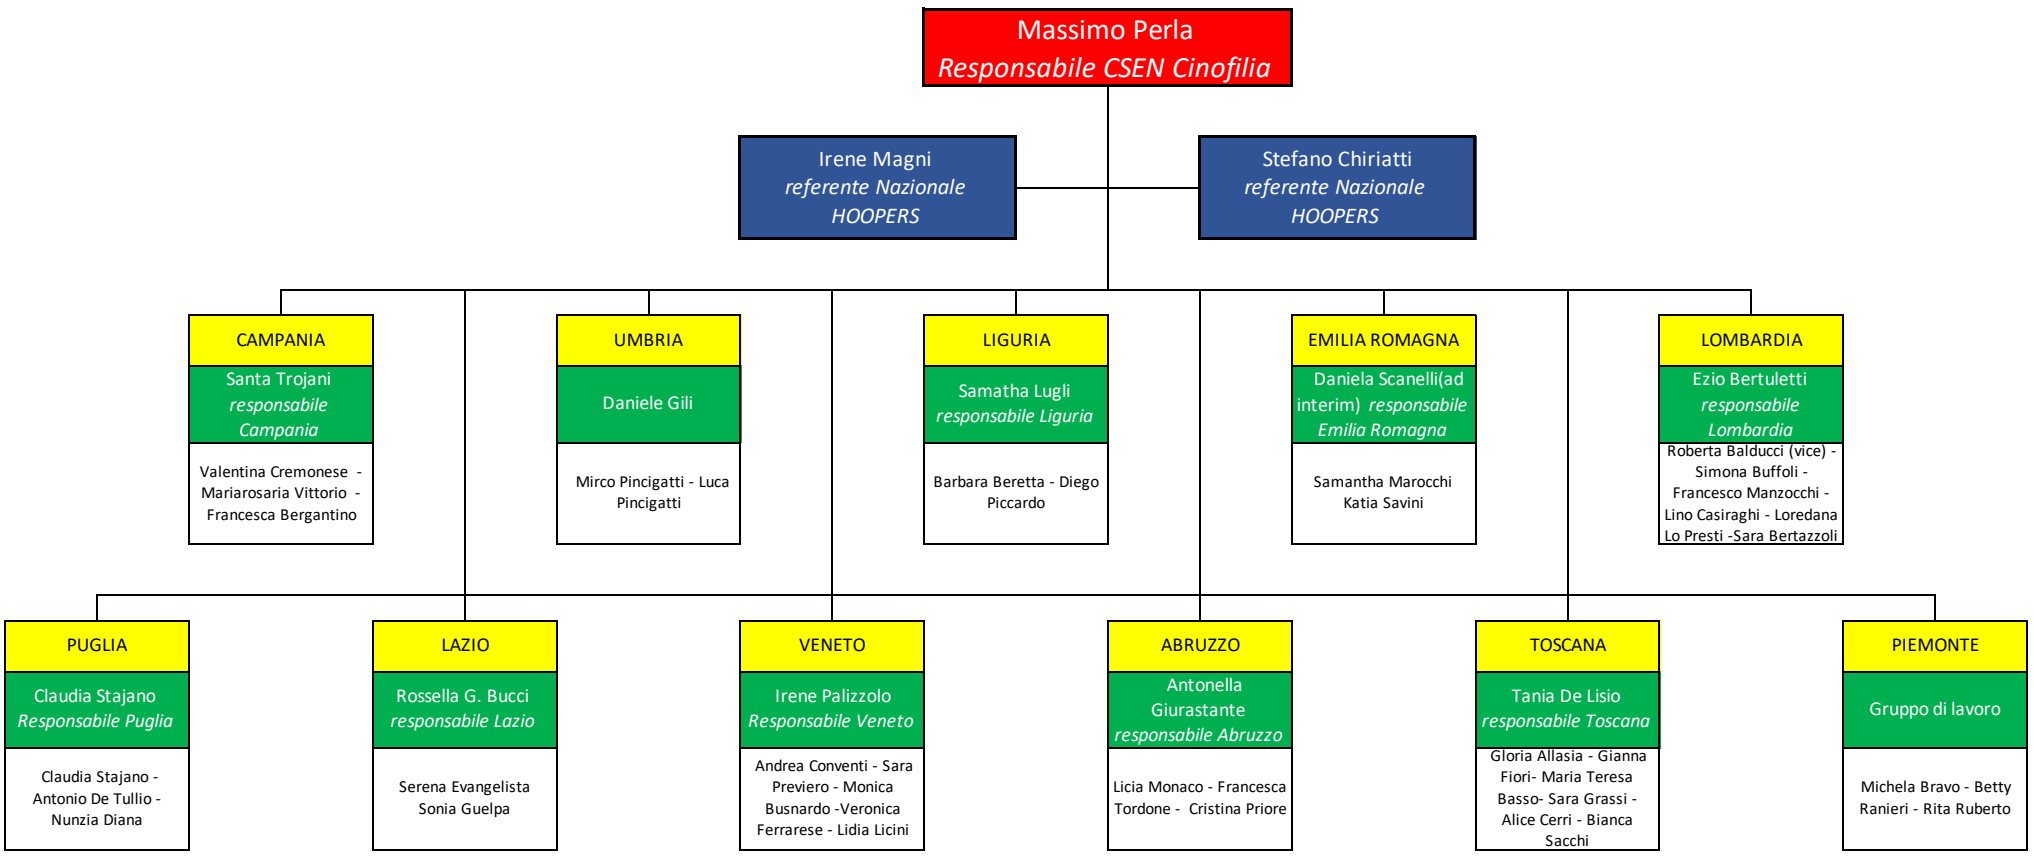 Massimo Perla
Responsabile CSEN Cinofilia
Irene Magni
referente Nazionale
HOOPERS
Stefano Chiriatti
referente Nazionale
HOOPERS
CAMPANIA
Santa Trojani
responsabile
Campania
Valentina Cremonese -
Mariarosaria Vittorio -
Francesca Bergantino
UMBRIA
Daniele Gili
Mirco Pincigatti - Luca
Pincigatti
LIGURIA
Samatha Lugli
responsabile Liguria
Barbara Beretta - Diego
Piccardo
EMILIA ROMAGNA
Daniela Scanelli(ad
interim) responsabile
Emilia Romagna
Samantha Marocchi
Katia Savini
LOMBARDIA
Ezio Bertuletti
responsabile
Lombardia
Roberta Balducci (vice) -
Simona Buffoli -
Francesco Manzocchi -
Lino Casiraghi - Loredana
Lo Presti -Sara Bertazzoli
PUGLIA
Claudia Stajano
Responsabile Puglia
Claudia Stajano -
Antonio De Tullio -
Nunzia Diana
LAZIO
Rossella G. Bucci
responsabile Lazio
Serena Evangelista
Sonia Guelpa
VENETO
Irene Palizzolo
Responsabile Veneto
Andrea Conventi - Sara
Previero - Monica
Busnardo -Veronica
Ferrarese - Lidia Licini
ABRUZZO
Antonella
Giurastante
responsabile Abruzzo
Licia Monaco - Francesca
Tordone - Cristina Priore
TOSCANA
Tania De Lisio
responsabile Toscana
Gloria Allasia - Gianna
Fiori- Maria Teresa
Basso- Sara Grassi -
Alice Cerri - Bianca
Sacchi
PIEMONTE
Gruppo di lavoro
Michela Bravo - Betty
Ranieri - Rita Ruberto